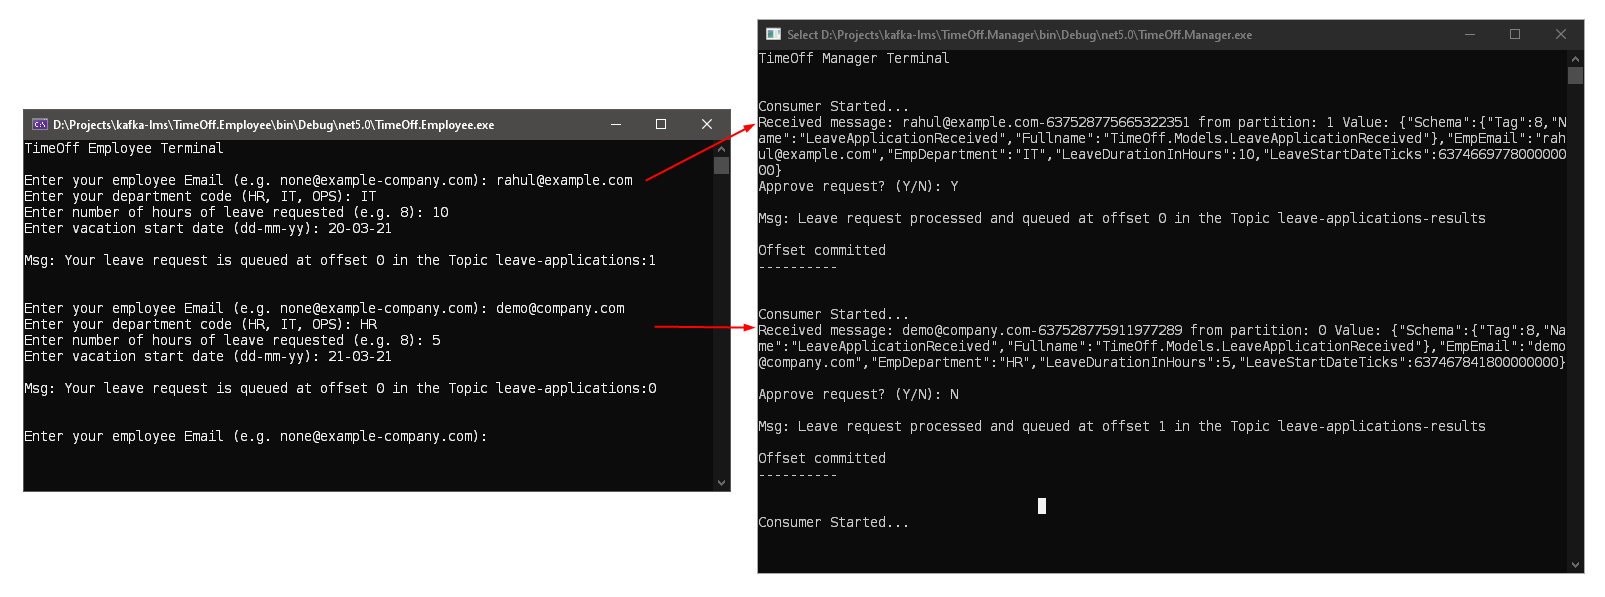 D:\Projects\kafka-lms\TimeOff.Employee\bin\Debug\net5.0\TimeOff.Employee.exe
TimeOff Employee Terminal
Enter your employee Email (e.g. none@example-company.com): rahul@example.com
Enter your department code (HR, IT, OPS): IT
Enter number of hours of leave requested (e.g. 8): 10
Enter vacation start date (dd-mm-yy): 20-03-21
Msg: Your leave request is queued at offset 0 in the Topic leave-applications:1
Enter your employee Email (e.g. none@example-company.com): demo@company.com
Enter your department code (HR, IT, OPS): HR
Enter number of hours of leave requested (e.g. 8): 5
Enter vacation start date (dd-mm-yy): 21-03-21
Msg: Your leave request is queued at offset 0 in the Topic leave-applications:0
Enter your employee Email (e.g. none@example-company.com):
Select D:\Projects\kafka-lms\TimeOff.Manager\bin\Debug\net5.0\TimeOff.Manager.exe
TimeOff Manager Terminal
Consumer Started...
Received message: rahul@example.com-637528775665322351 from partition: 1 Value: {"Schema":{"Tag":8,"Na
me":"LeaveApplicationReceived","Fullname":"TimeOff.Models.LeaveApplicationReceived"},"EmpEmail":"rah
ul@example.com","EmpDepartment":"IT","LeaveDurationInHours":10,"LeaveStartDateTicks":6374669778000000
00}
Approve request? (Y/N): Y
Msg: Leave request processed and queued at offset 0 in the Topic leave-applications-results
Offset committed
----------
Consumer Started...
Received message: demo@company.com-637528775911977289 from partition: 0 Value: {"Schema":{"Tag":8,"Na
me":"LeaveApplicationReceived","Fullname":"TimeOff.Models.LeaveApplicationReceived"},"EmpEmail":"demo
@company.com","EmpDepartment":"HR","LeaveDurationInHours":5,"LeaveStartDateTicks":637467841800000000}
Approve request? (Y/N): N
Msg: Leave request processed and queued at offset 1 in the Topic leave-applications-results
Offset committed
----------
Consumer Started...